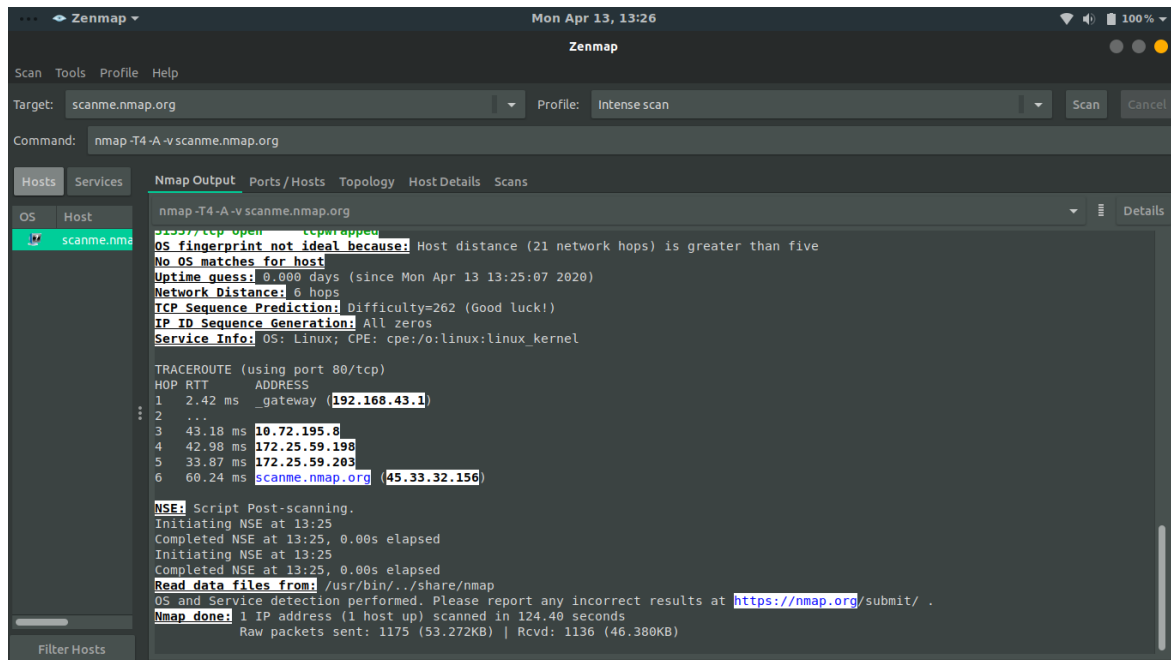 Zenmap
Mon Apr 13, 13:26
100 %
Zenmap
Scan Tools Profile Help
Target: scanme.nmap.org Profile: Intense scan Scan Cancel
Command: nmap -T4 -A -v scanme.nmap.org
Hosts Services Nmap Output Ports / Hosts Topology Host Details Scans
OS Host nmap -T4 -A -v scanme.nmap.org Details
scanme.nma
31337/tcp open tcpwrapped
OS fingerprint not ideal because: Host distance (21 network hops) is greater than five
No OS matches for host
Uptime guess: 0.000 days (since Mon Apr 13 13:25:07 2020)
Network Distance: 6 hops
TCP Sequence Prediction: Difficulty=262 (Good luck!)
IP ID Sequence Generation: All zeros
Service Info: OS: Linux; CPE: cpe:/o:linux:linux_kernel
TRACEROUTE (using port 80/tcp)
HOP RTT ADDRESS
1 2.42 ms _gateway (192.168.43.1)
2 ...
3 43.18 ms 10.72.195.8
4 42.98 ms 172.25.59.198
5 33.87 ms 172.25.59.203
6 60.24 ms scanme.nmap.org (45.33.32.156)
NSE: Script Post-scanning.
Initiating NSE at 13:25
Completed NSE at 13:25, 0.00s elapsed
Initiating NSE at 13:25
Completed NSE at 13:25, 0.00s elapsed
Read data files from: /usr/bin/../share/nmap
OS and Service detection performed. Please report any incorrect results at https://nmap.org/submit/ .
Nmap done: 1 IP address (1 host up) scanned in 124.40 seconds
Raw packets sent: 1175 (53.272KB) | Rcvd: 1136 (46.380KB)
Filter Hosts